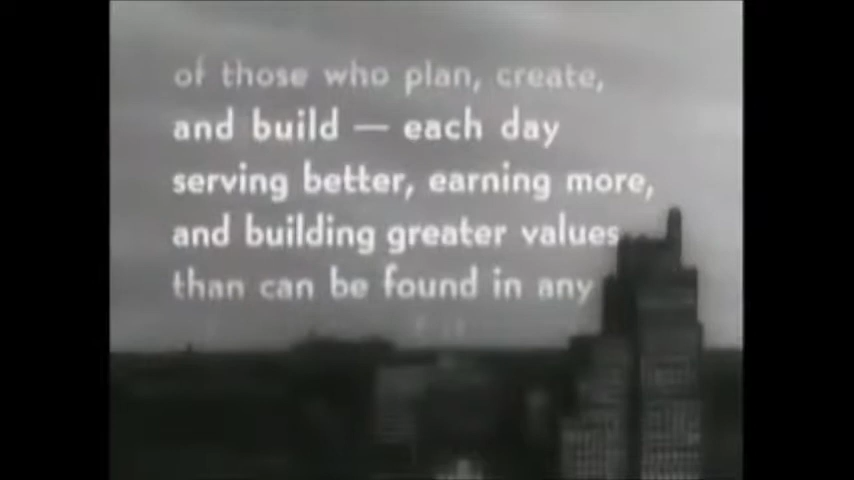 of those who plan, create,
and build — each day
serving better, earning more,
and building greater values
than can be found in any